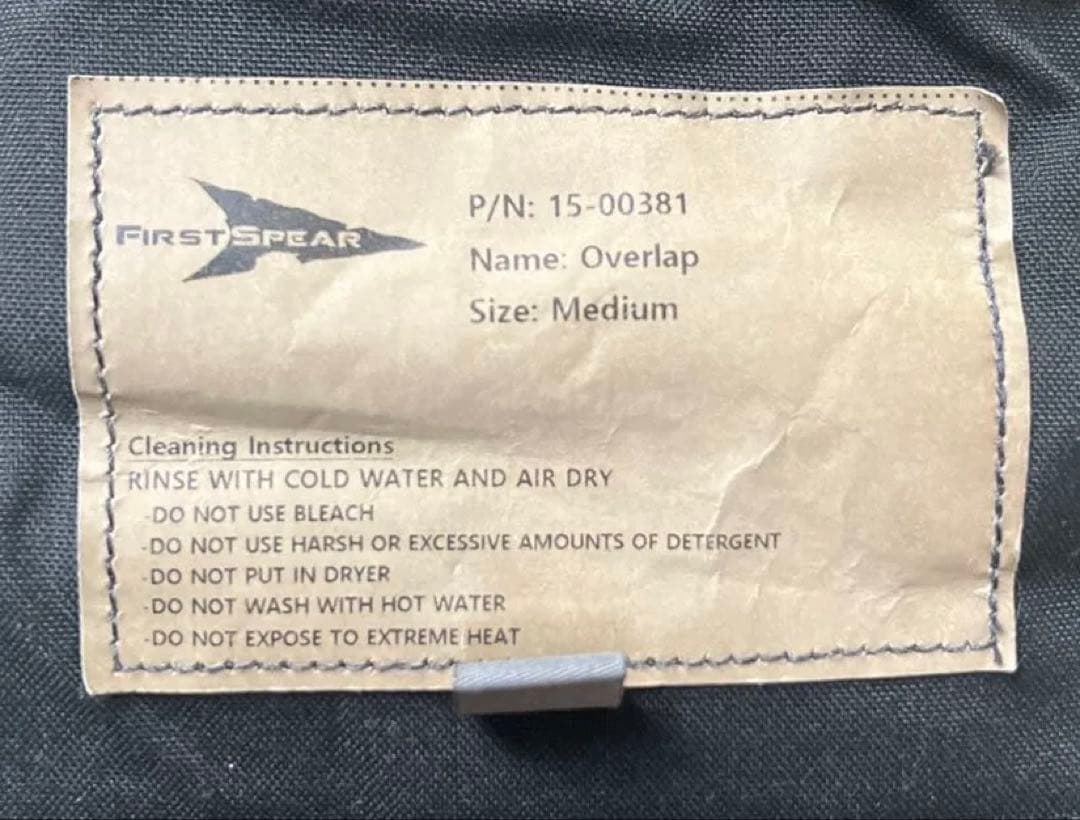 FIRSTSPEAR
P/N: 15-00381
Name: Overlap
Size: Medium
Cleaning Instructions
RINSE WITH COLD WATER AND AIR DRY
-DO NOT USE BLEACH
-DO NOT USE HARSH OR EXCESSIVE AMOUNTS OF DETERGENT
-DO NOT PUT IN DRYER
-DO NOT WASH WITH HOT WATER
-DO NOT EXPOSE TO EXTREME HEAT